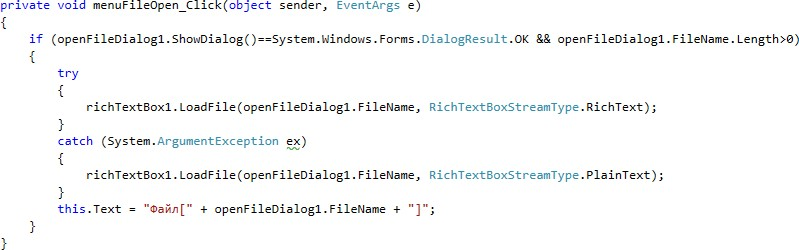 private void menuFileOpen_Click(object sender, EventArgs e)
{
    if (openFileDialog1.ShowDialog()==System.Windows.Forms.DialogResult.OK && openFileDialog1.FileName.Length>0)
    {
        try
        {
            richTextBox1.LoadFile(openFileDialog1.FileName, RichTextBoxStreamType.RichText);
        }
        catch (System.ArgumentException ex)
        {
            richTextBox1.LoadFile(openFileDialog1.FileName, RichTextBoxStreamType.PlainText);
        }
        this.Text = "Файл[" + openFileDialog1.FileName + "]";
    }
}